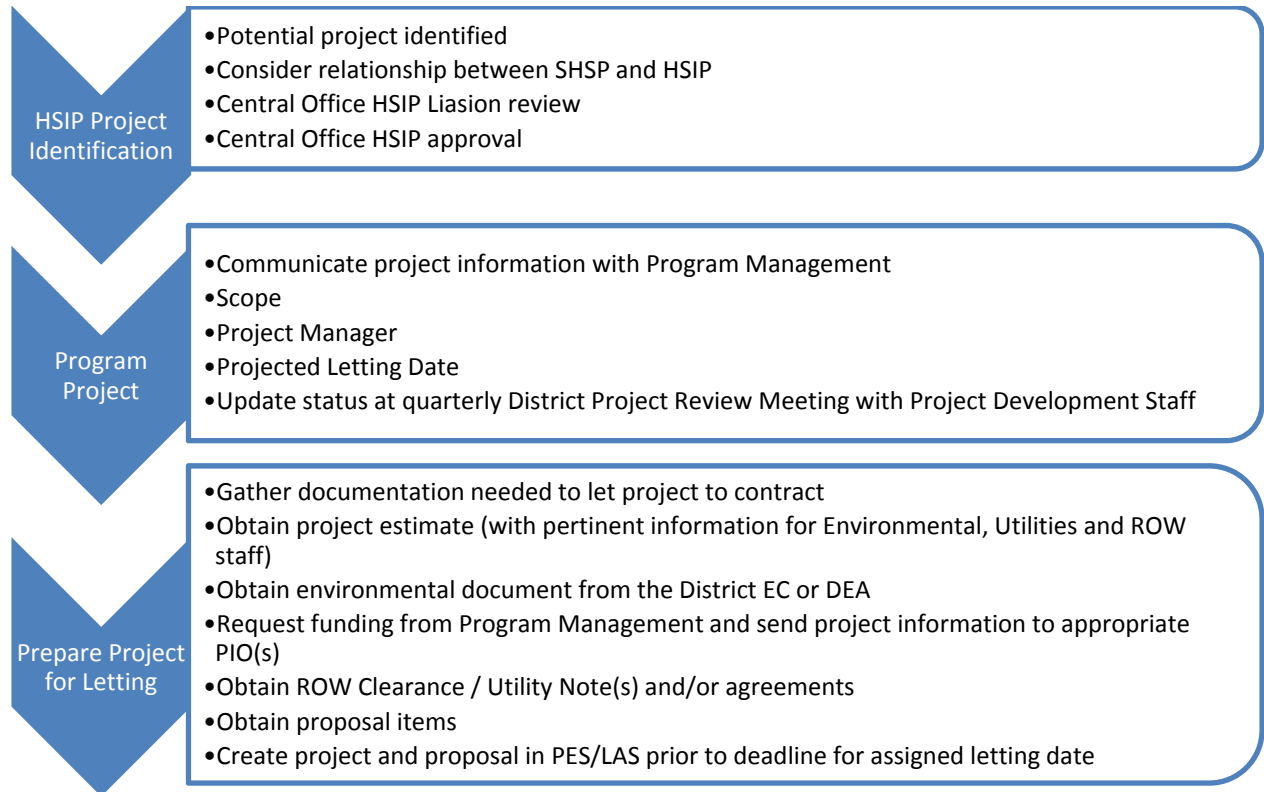 HSIP Project
Identification
•Potential project identified
•Consider relationship between SHSP and HSIP
•Central Office HSIP Liasion review
•Central Office HSIP approval
Program
Project
•Communicate project information with Program Management
•Scope
•Project Manager
•Projected Letting Date
•Update status at quarterly District Project Review Meeting with Project Development Staff
Prepare Project
for Letting
•Gather documentation needed to let project to contract
•Obtain project estimate (with pertinent information for Environmental, Utilities and ROW
staff)
•Obtain environmental document from the District EC or DEA
•Request funding from Program Management and send project information to appropriate
PIO(s)
•Obtain ROW Clearance / Utility Note(s) and/or agreements
•Obtain proposal items
•Create project and proposal in PES/LAS prior to deadline for assigned letting date